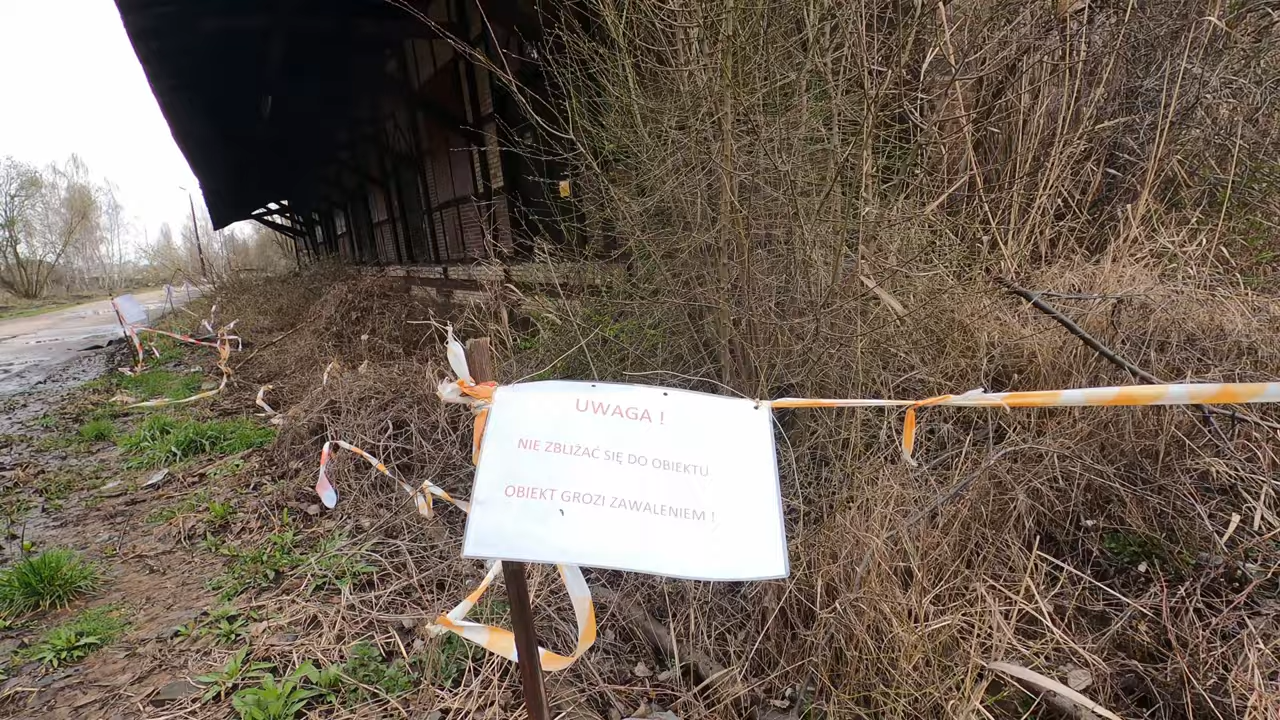 UWAGA !
NIE ZBLIŻAĆ SIĘ DO OBIEKTU
OBIEKT GROZI ZAWALENIEM !